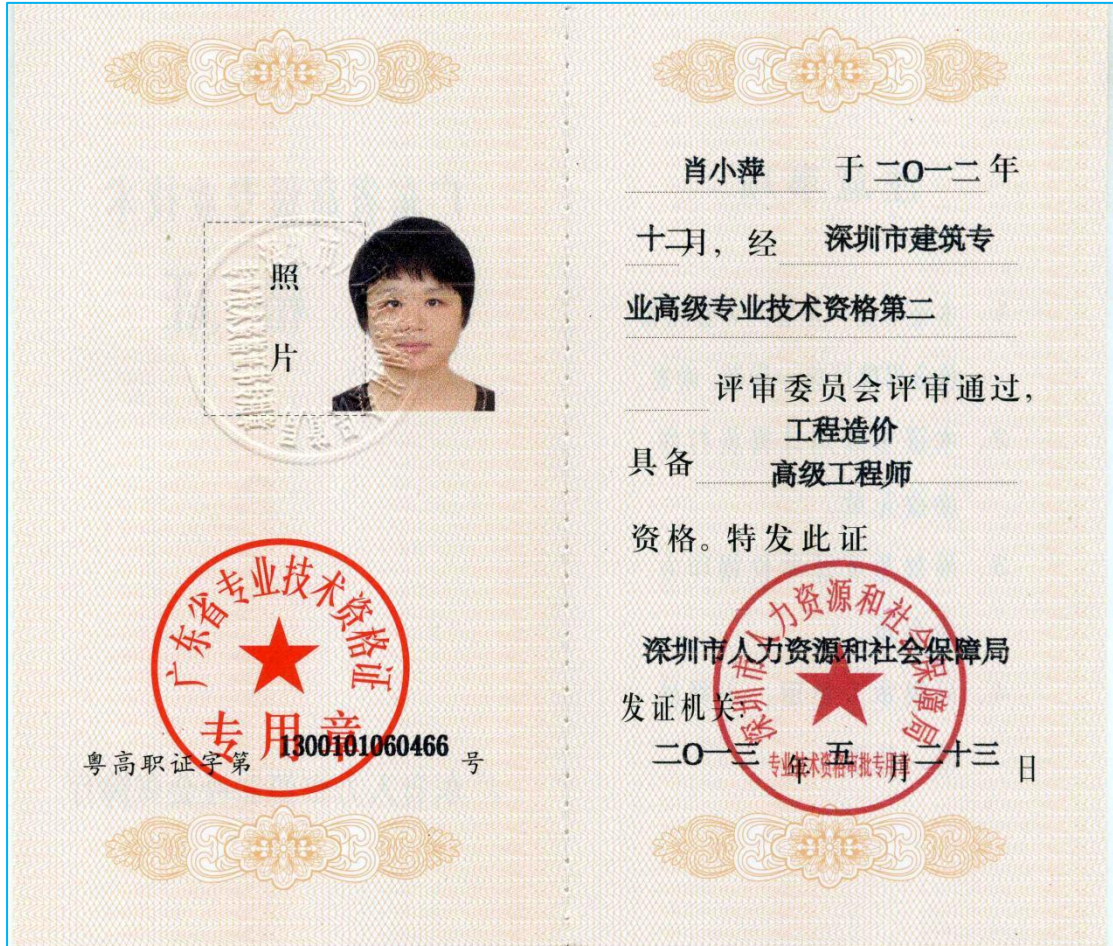 照
片
广东省专业技术资格证
专用章
粤高职证字第 1300101060466 号
肖小萍 于 二O一二 年
十二月，经 深圳市建筑专
业高级专业技术资格第二
评审委员会评审通过，
工程造价
具备 高级工程师
资格。特发此证
深圳市人力资源和社会保障局
深圳市人力资源和社会保障局
发证机关：
二O一三 年 五 月 二十三 日
专业技术资格审批专用章